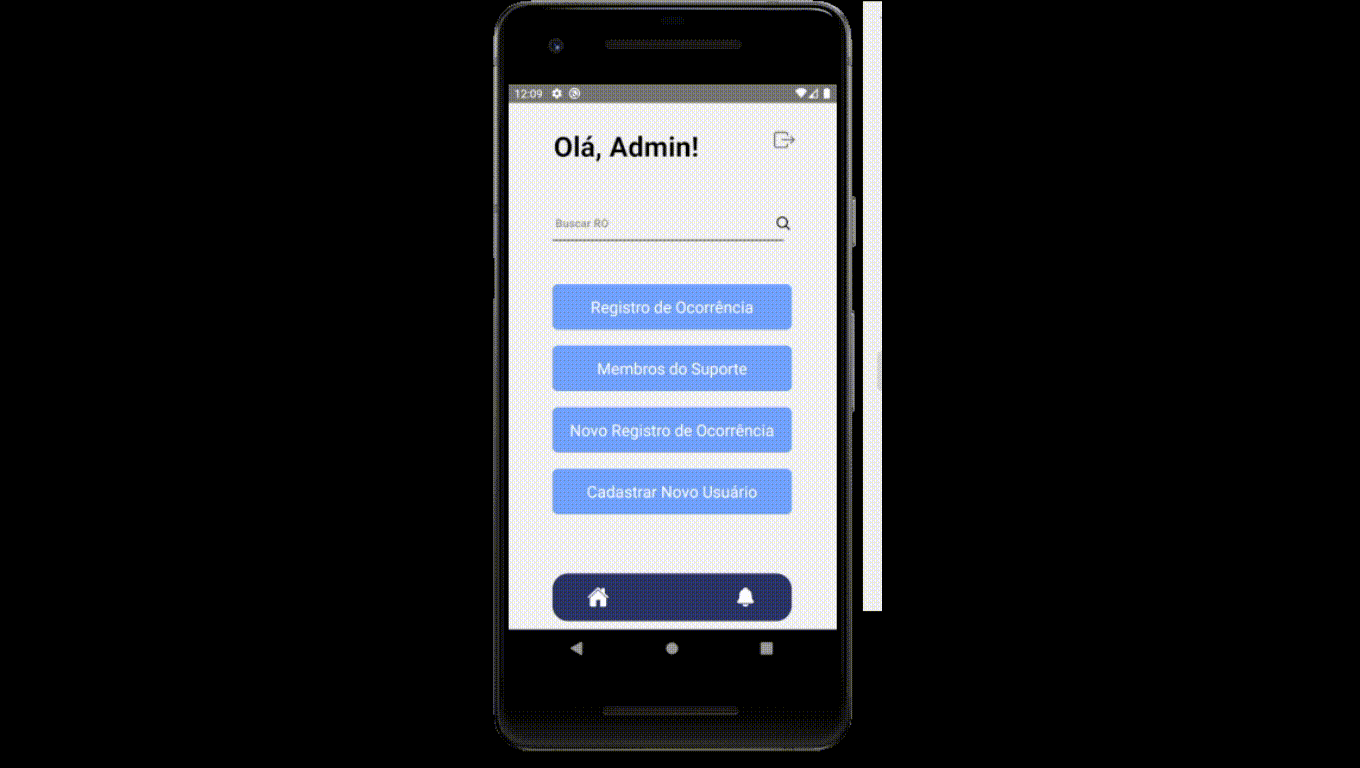 12:09
Olá, Admin!
Buscar RO
Registro de Ocorrência
Membros do Suporte
Novo Registro de Ocorrência
Cadastrar Novo Usuário